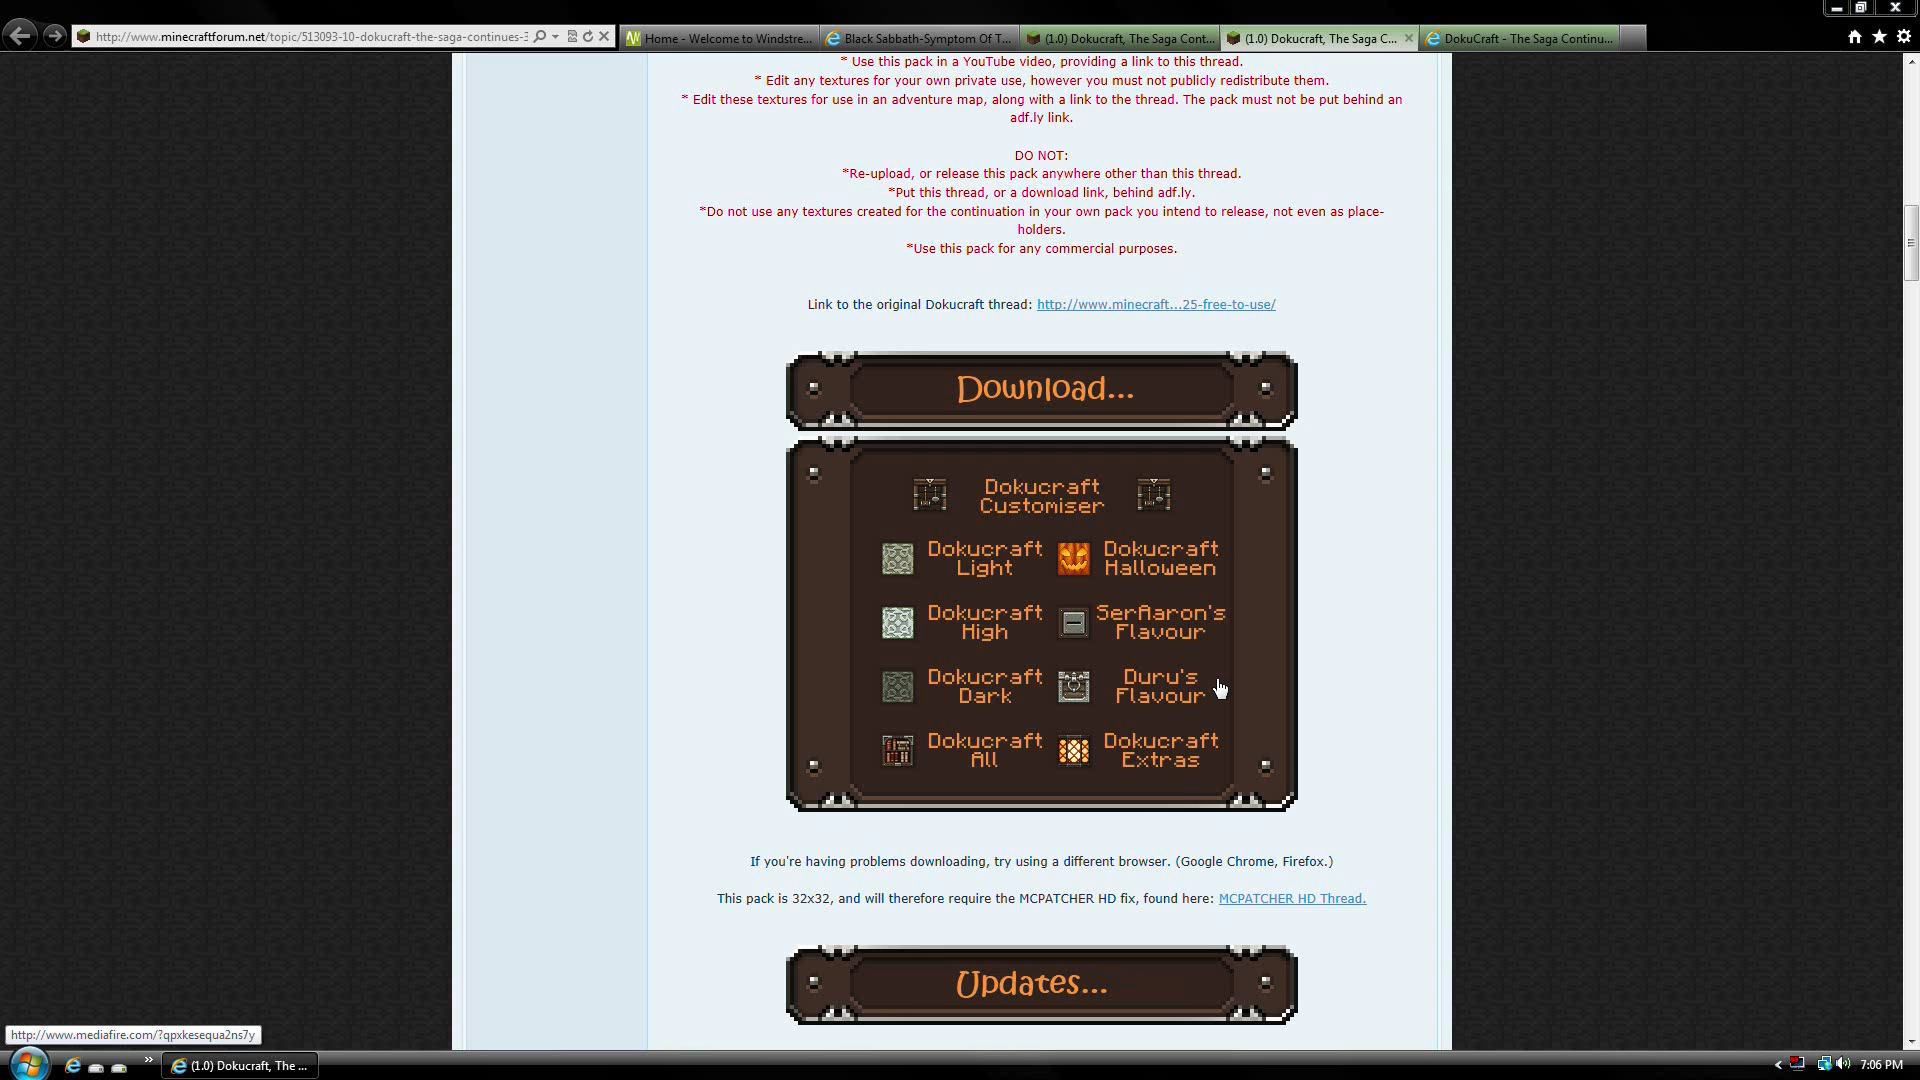 http://www.minecraftforum.net/topic/513093-10-dokucraft-the-saga-continues-3
Home - Welcome to Windstre...
Black Sabbath-Symptom Of T...
(1.0) Dokucraft, The Saga Cont...
(1.0) Dokucraft, The Saga C...
DokuCraft - The Saga Continu...
* Use this pack in a YouTube video, providing a link to this thread.
* Edit any textures for your own private use, however you must not publicly redistribute them.
* Edit these textures for use in an adventure map, along with a link to the thread. The pack must not be put behind an
adf.ly link.
DO NOT:
*Re-upload, or release this pack anywhere other than this thread.
*Put this thread, or a download link, behind adf.ly.
*Do not use any textures created for the continuation in your own pack you intend to release, not even as place-
holders.
*Use this pack for any commercial purposes.
Link to the original Dokucraft thread: http://www.minecraft...25-free-to-use/
Download...
Dokucraft
Customiser
Dokucraft
Light
Dokucraft
Halloween
Dokucraft
High
SerAaron's
Flavour
Dokucraft
Dark
Duru's
Flavour
Dokucraft
All
Dokucraft
Extras
If you're having problems downloading, try using a different browser. (Google Chrome, Firefox.)
This pack is 32x32, and will therefore require the MCPATCHER HD fix, found here: MCPATCHER HD Thread.
Updates...
http://www.mediafire.com/?qpxkesequa2ns7y
(1.0) Dokucraft, The ...
7:06 PM